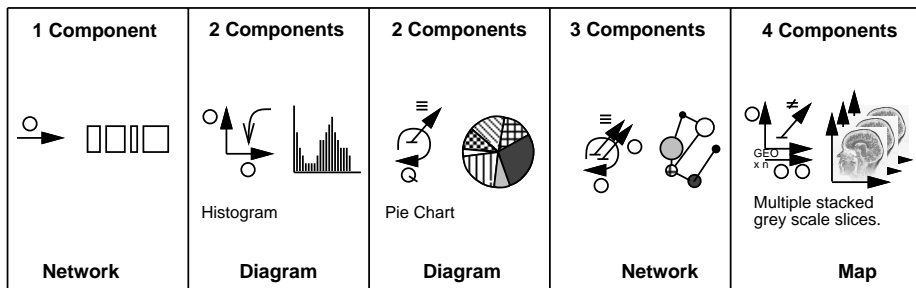 1 Component
Network
2 Components
Histogram
Diagram
2 Components
≡
Q
Pie Chart
Diagram
3 Components
≡
Network
4 Components
≠
GEO
x n
Multiple stacked
grey scale slices.
Map